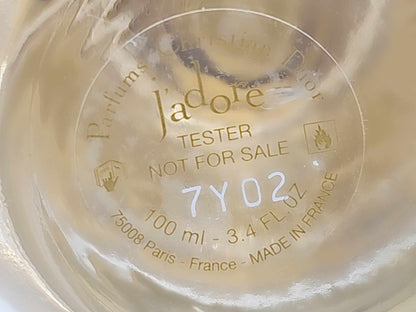 Parfums Christian Dior
J'adore
TESTER
NOT FOR SALE
7Y02
100 ml - 3.4 FL.OZ
75008 Paris - France - MADE IN FRANCE